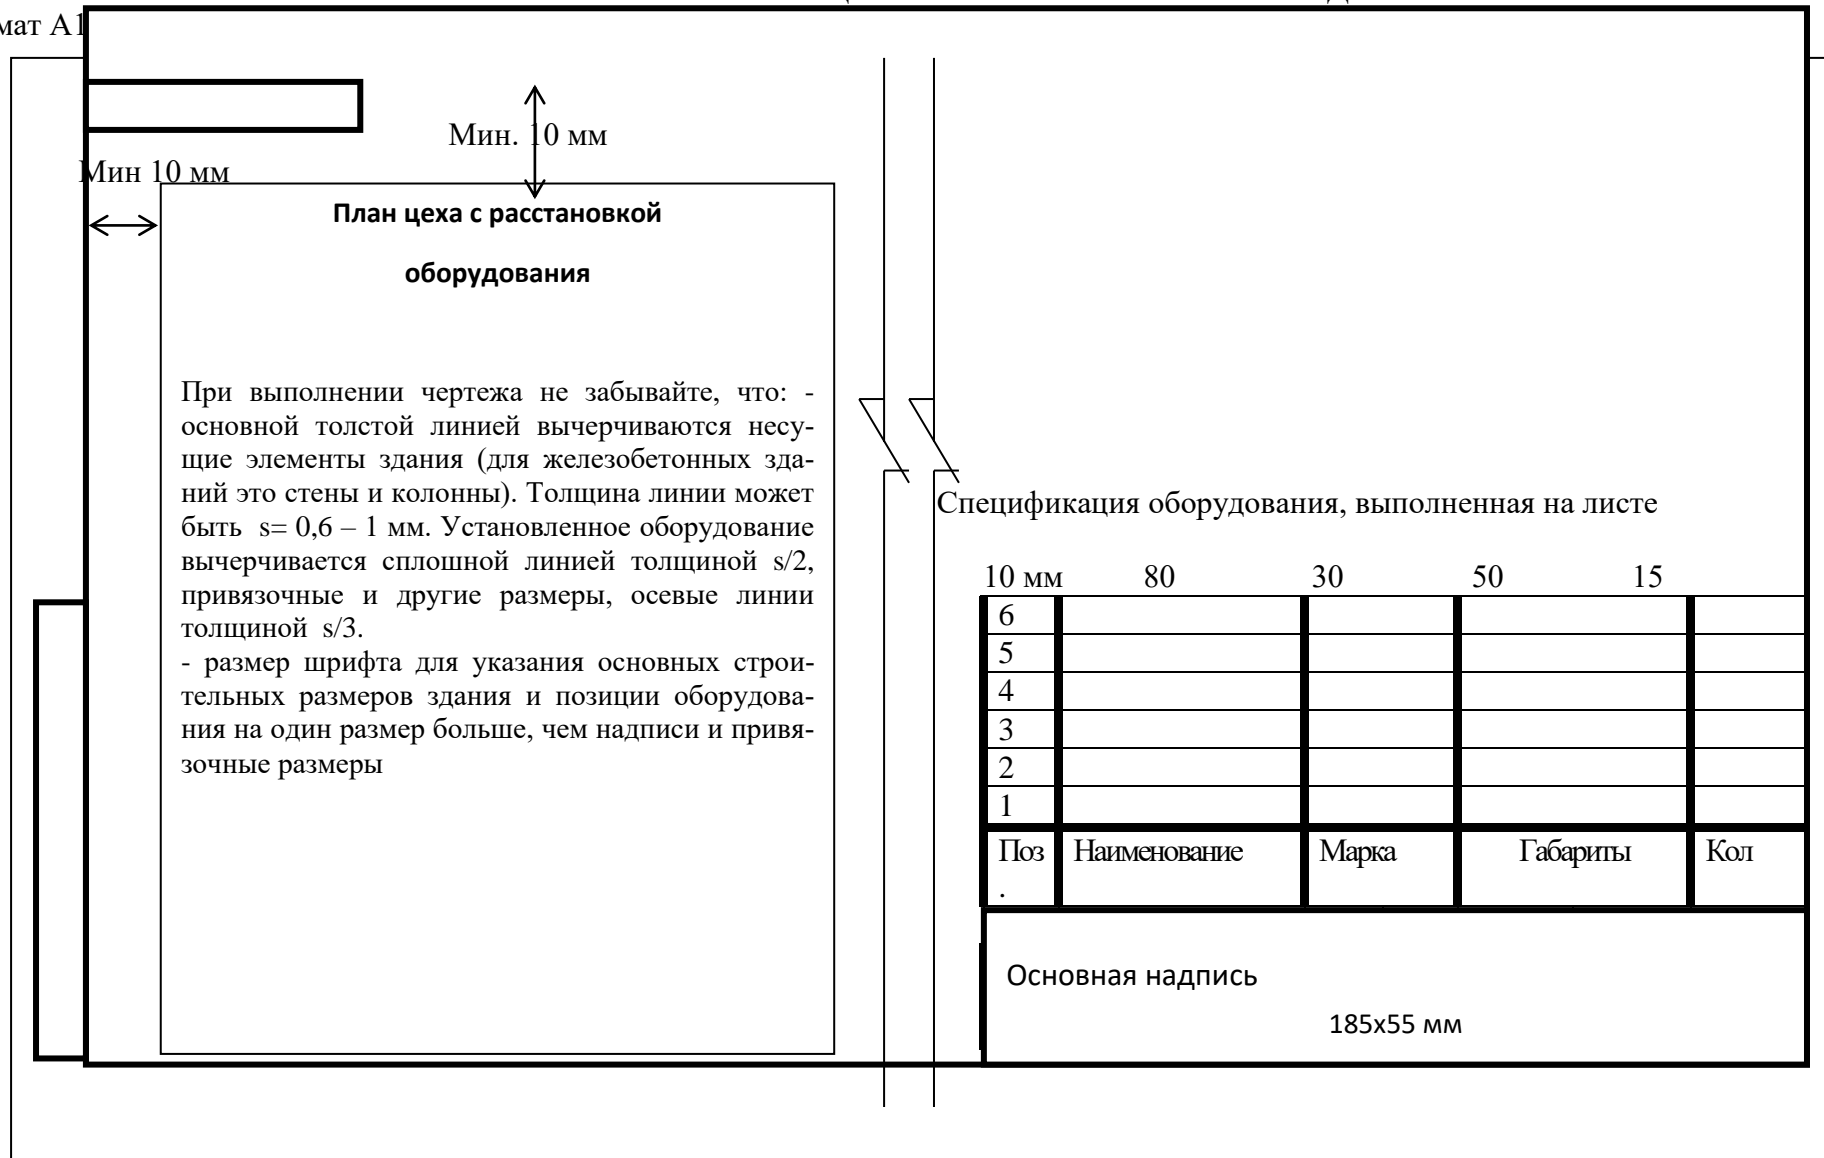 мат А1
Мин. 10 мм
Мин 10 мм
План цеха с расстановкой
оборудования
При выполнении чертежа не забывайте, что: -
основной толстой линией вычерчиваются несу-
щие элементы здания (для железобетонных зда-
ний это стены и колонны). Толщина линии может
быть s= 0,6 – 1 мм. Установленное оборудование
вычерчивается сплошной линией толщиной s/2,
привязочные и другие размеры, осевые линии
толщиной s/3.
- размер шрифта для указания основных строи-
тельных размеров здания и позиции оборудова-
ния на один размер больше, чем надписи и привя-
зочные размеры
Спецификация оборудования, выполненная на листе
10 мм 80 30 50 15
6
5
4
3
2
1
Поз Наименование Марка Габариты Кол
.
Основная надпись
185х55 мм